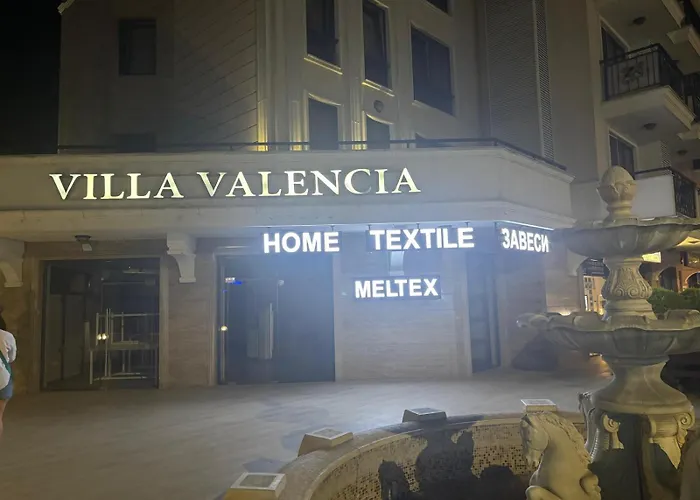 VILLA VALENCIA
HOME TEXTILE ЗАВЕСИ
MELTEX